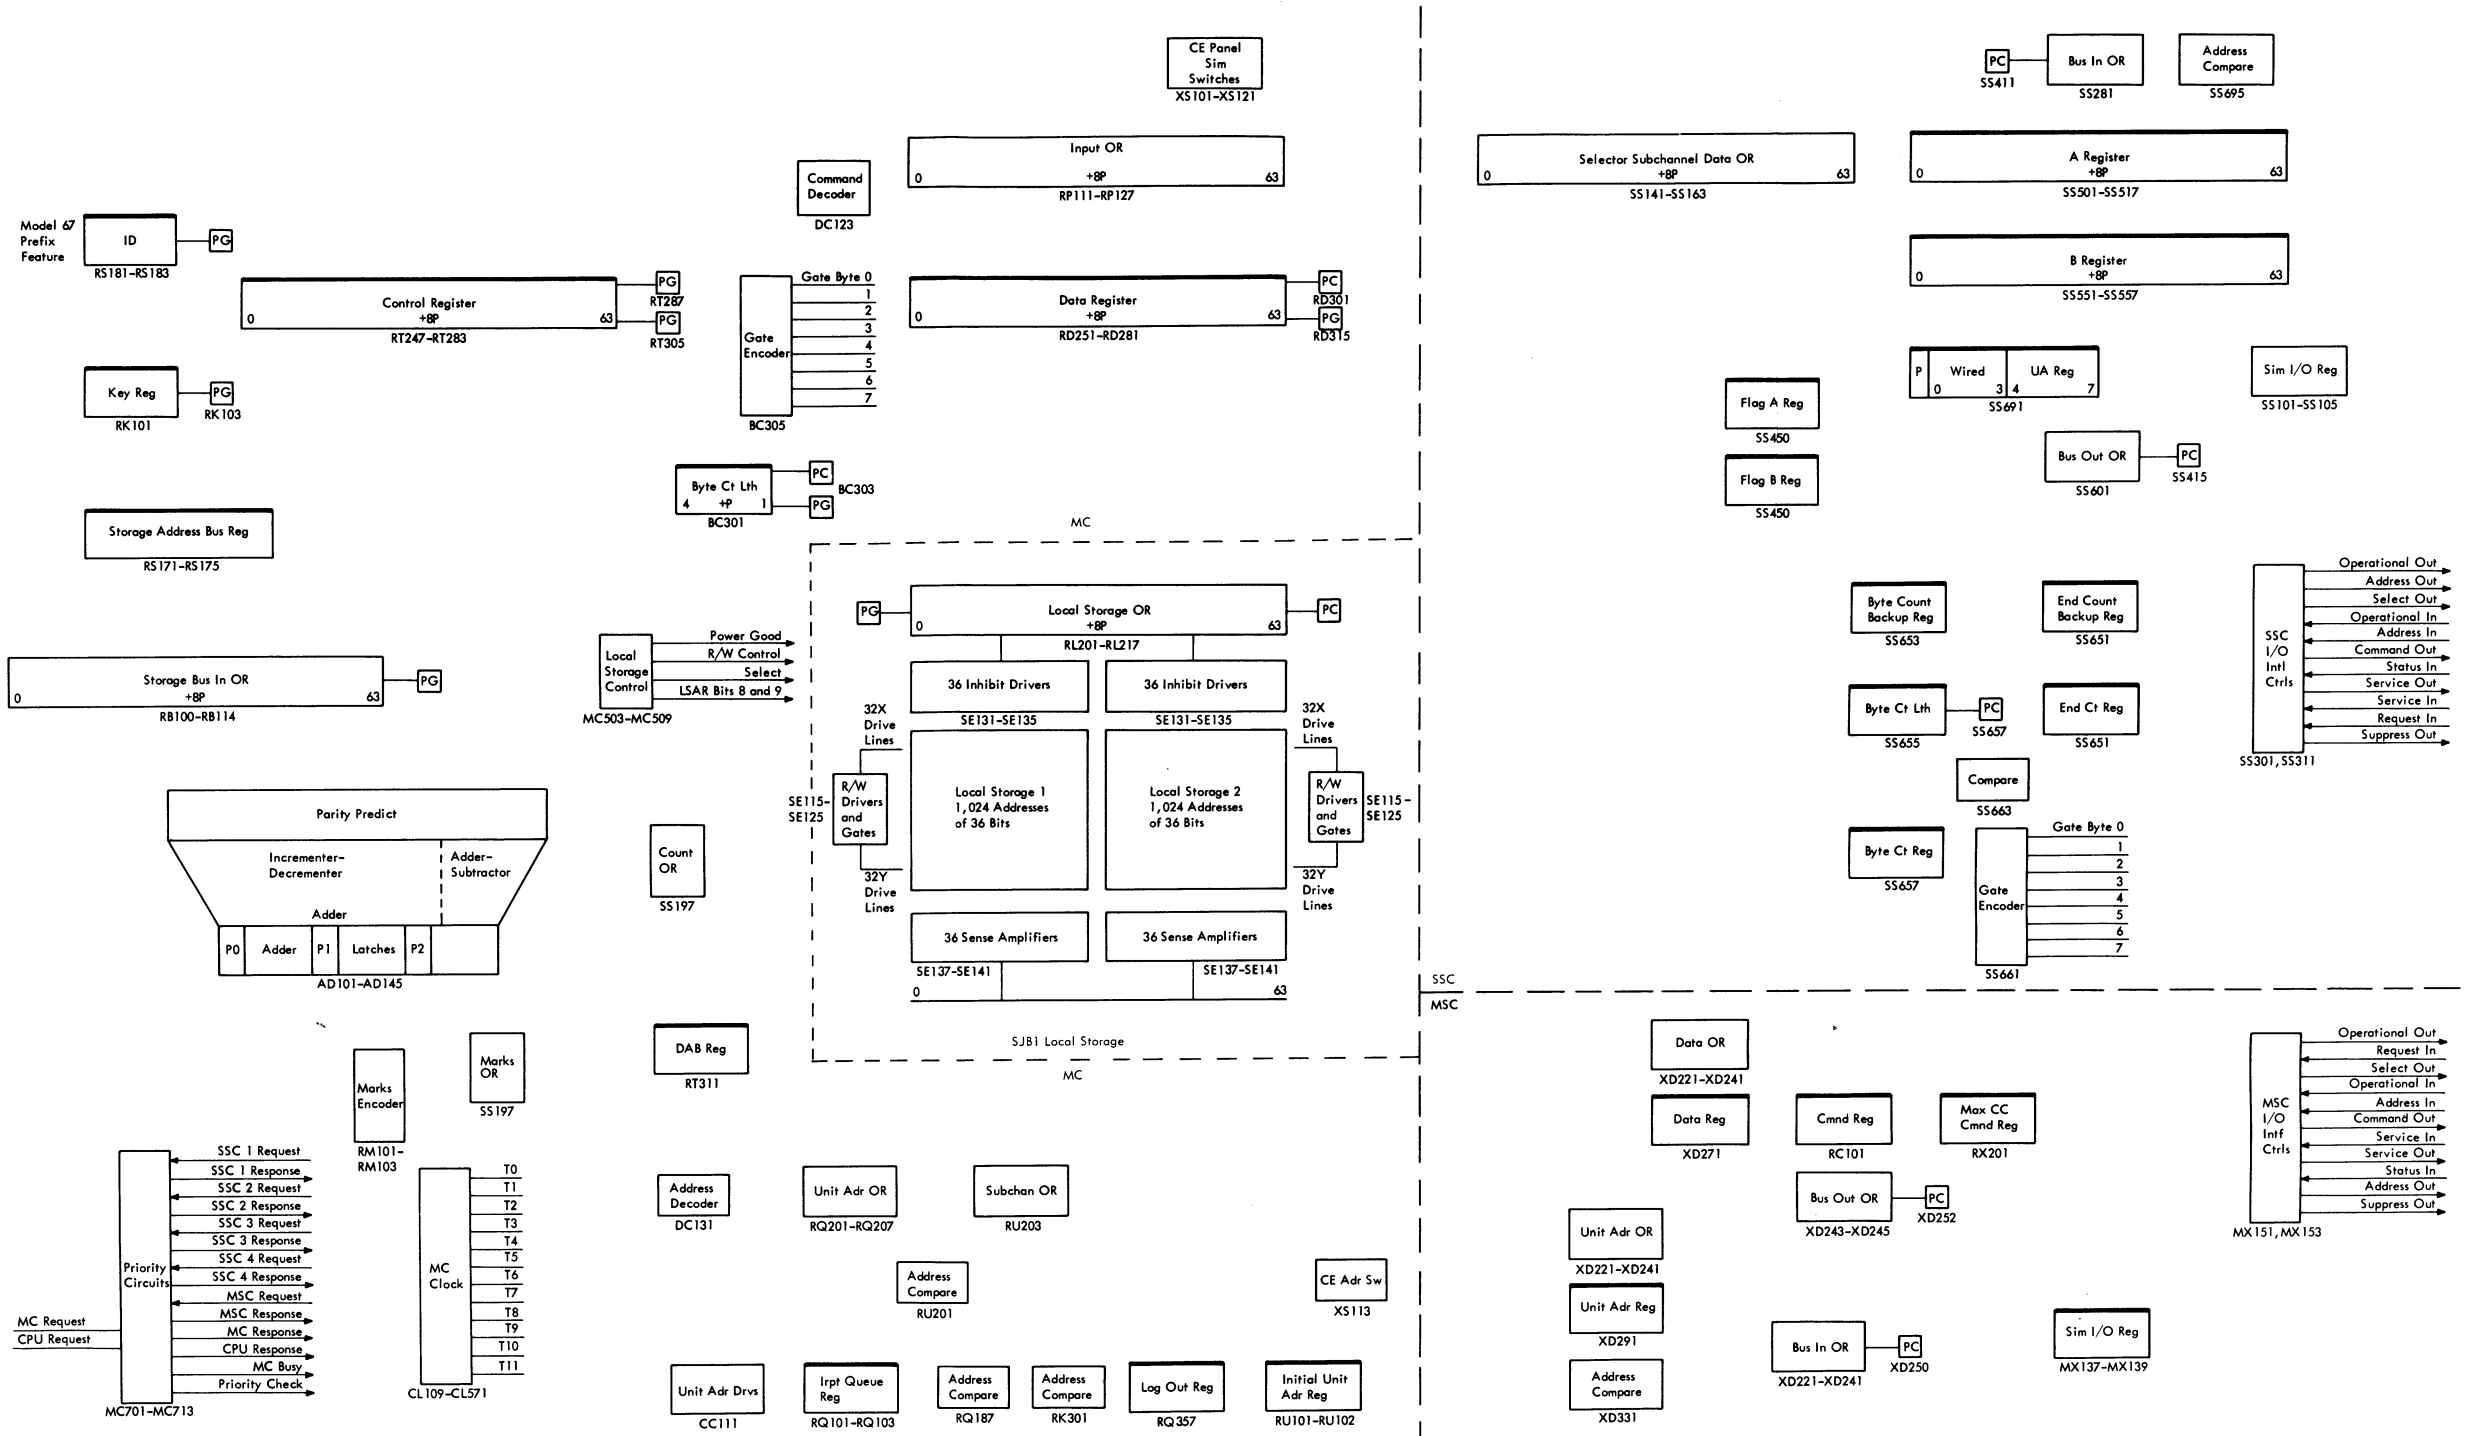 CE Panel
Sim
Switches
XS101-XS121
Input OR
0 +8P 63
RP111-RP127
Command
Decoder
DC123
Model 67
Prefix
Feature
ID
PG
RS181-RS183
Control Register
0 +8P 63
RT247-RT283
PG
RT287
PG
RT305
Gate
Encoder
BC305
Gate Byte 0
1
2
3
4
5
6
7
Data Register
0 +8P 63
RD251-RD281
PC
RD301
PG
RD315
Key Reg
PG
RK101
RK103
Byte Ct Lth
4 +P 1
BC301
PC
BC303
PG
Storage Address Bus Reg
RS171-RS175
MC
Storage Bus In OR
0 +8P 63
RB100-RB114
PG
Local
Storage
Control
MC503-MC509
Power Good
R/W Control
Select
LSAR Bits 8 and 9
PG
Local Storage OR
0 +8P 63
RL201-RL217
PC
36 Inhibit Drivers
SE131-SE135
36 Inhibit Drivers
SE131-SE135
32X
Drive
Lines
R/W
Drivers
and
Gates
SE115-
SE125
32Y
Drive
Lines
Local Storage 1
1,024 Addresses
of 36 Bits
Local Storage 2
1,024 Addresses
of 36 Bits
32X
Drive
Lines
R/W
Drivers
and
Gates
SE115-
SE125
32Y
Drive
Lines
36 Sense Amplifiers
SE137-SE141
36 Sense Amplifiers
SE137-SE141
0 63
SJB1 Local Storage
MC
Parity Predict
Incrementer-
Decrementer
Adder-
Subtractor
Adder
P0 Adder P1 Latches P2
AD101-AD145
Count
OR
SS197
Marks
Encoder
RM101-
RM103
Marks
OR
SS197
DAB Reg
RT311
Priority
Circuits
MC701-MC713
MC Request
CPU Request
SSC 1 Request
SSC 1 Response
SSC 2 Request
SSC 2 Response
SSC 3 Request
SSC 3 Response
SSC 4 Request
SSC 4 Response
MSC Request
MSC Response
MC Response
CPU Response
MC Busy
Priority Check
MC
Clock
CL109-CL571
T0
T1
T2
T3
T4
T5
T6
T7
T8
T9
T10
T11
Address
Decoder
DC131
Unit Adr OR
RQ201-RQ207
Subchan OR
RU203
Address
Compare
RU201
CE Adr Sw
XS113
Unit Adr Drvs
CC111
Irpt Queue
Reg
RQ101-RQ103
Address
Compare
RQ187
Address
Compare
RK301
Log Out Reg
RQ357
Initial Unit
Adr Reg
RU101-RU102
PC
SS411
Bus In OR
SS281
Address
Compare
SS695
Selector Subchannel Data OR
0 +8P 63
SS141-SS163
A Register
0 +8P 63
SS501-SS517
B Register
0 +8P 63
SS551-SS557
P Wired UA Reg
0 3 4 7
SS691
Sim I/O Reg
SS101-SS105
Flag A Reg
SS450
Flag B Reg
SS450
Bus Out OR
SS601
PC
SS415
Byte Count
Backup Reg
SS653
End Count
Backup Reg
SS651
Byte Ct Lth
SS655
PC
SS657
End Ct Reg
SS651
Compare
SS663
Byte Ct Reg
SS657
Gate
Encoder
SS661
Gate Byte 0
1
2
3
4
5
6
7
SSC
I/O
Intl
Ctrls
SS301,SS311
Operational Out
Address Out
Select Out
Operational In
Address In
Command Out
Status In
Service Out
Service In
Request In
Suppress Out
SSC
MSC
Data OR
XD221-XD241
Data Reg
XD271
Cmnd Reg
RC101
Max CC
Cmnd Reg
RX201
Bus Out OR
XD243-XD245
PC
XD252
Unit Adr OR
XD221-XD241
Unit Adr Reg
XD291
Address
Compare
XD331
Bus In OR
XD221-XD241
PC
XD250
Sim I/O Reg
MX137-MX139
MSC
I/O
Intf
Ctrls
MX151,MX153
Operational Out
Request In
Select Out
Operational In
Address In
Command Out
Service In
Service Out
Status In
Address Out
Suppress Out